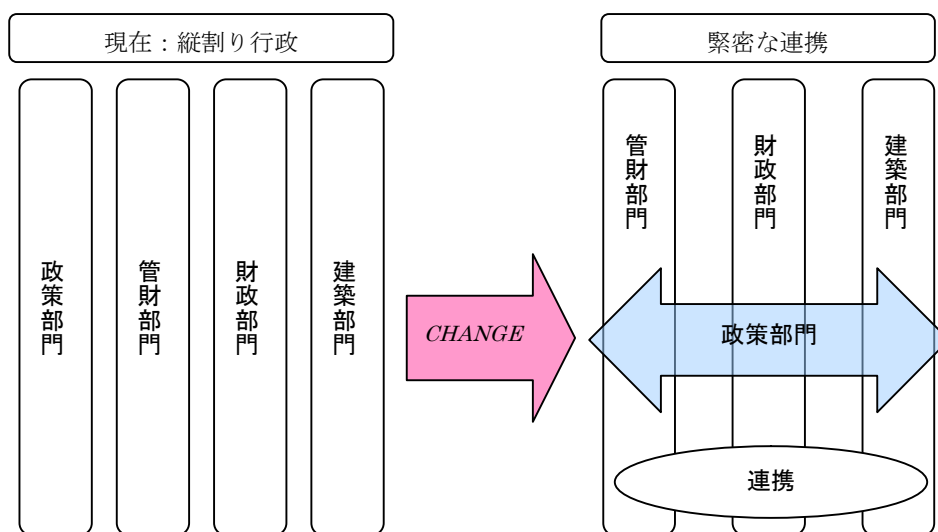 現在：縦割り行政
政策部門
管財部門
財政部門
建築部門
CHANGE
緊密な連携
管財部門
財政部門
建築部門
政策部門
連携